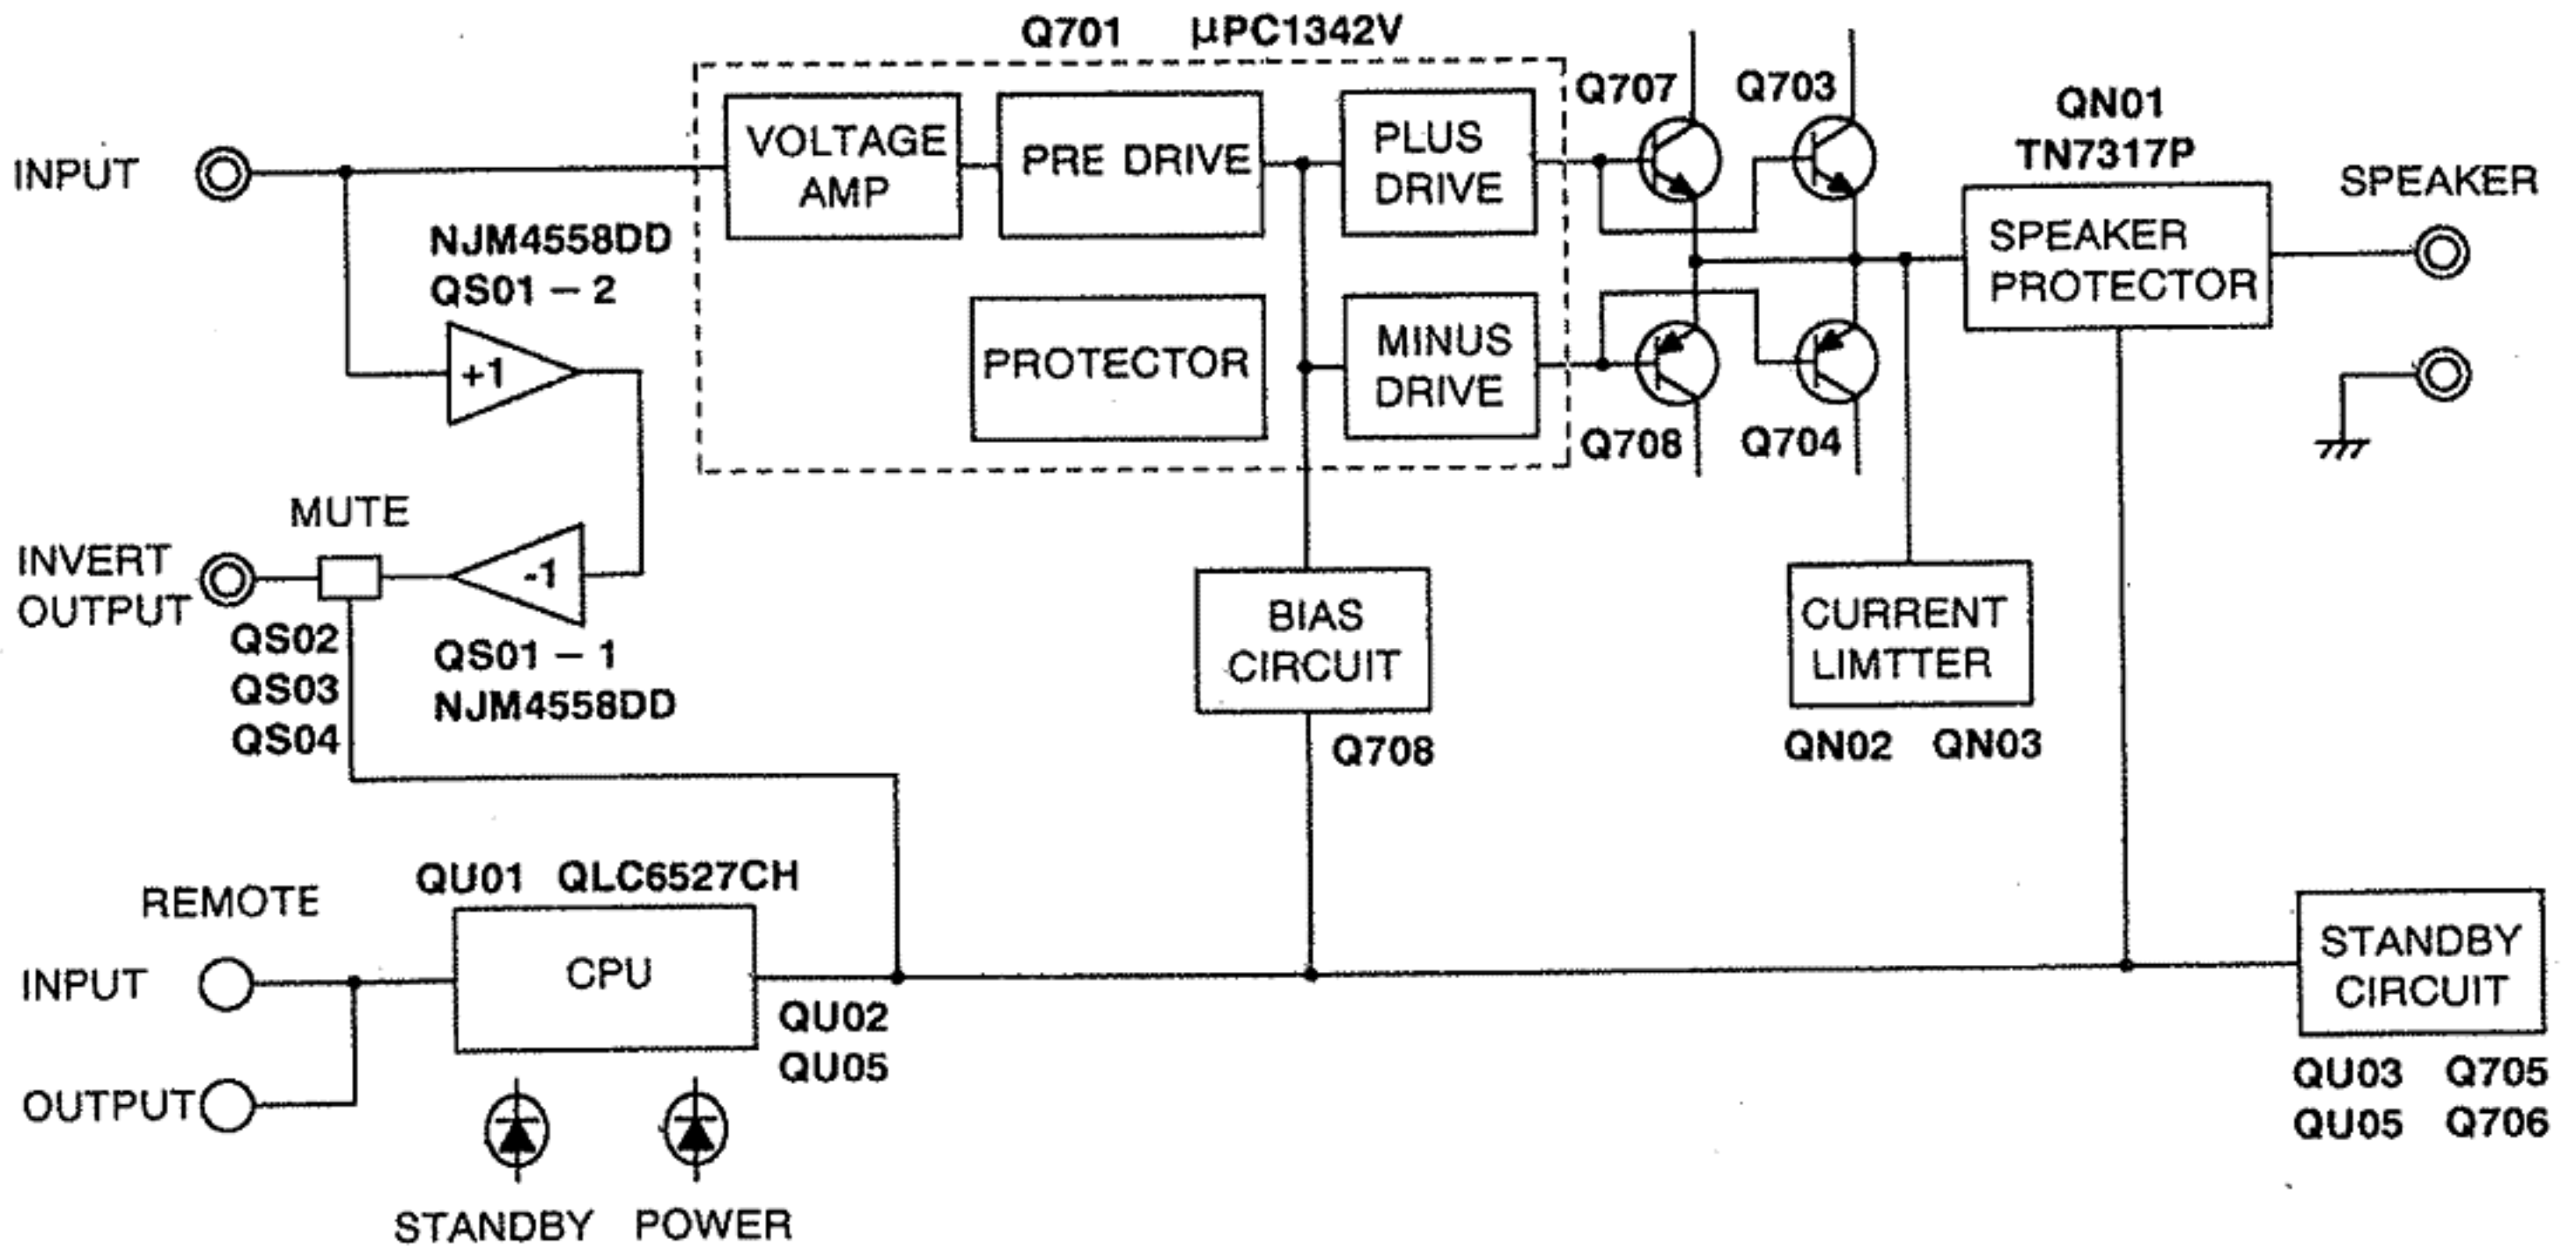 Q701 μPC1342V
INPUT
VOLTAGE
AMP
PRE DRIVE
PLUS
DRIVE
Q707
Q703
QN01
TN7317P
SPEAKER
PROTECTOR
SPEAKER
NJM4558DD
QS01 – 2
+1
PROTECTOR
MINUS
DRIVE
Q708
Q704
MUTE
INVERT
OUTPUT
-1
QS02
QS03
QS04
QS01 – 1
NJM4558DD
BIAS
CIRCUIT
Q708
CURRENT
LIMTTER
QN02 QN03
REMOTE
INPUT
OUTPUT
QU01 QLC6527CH
CPU
QU02
QU05
STANDBY
CIRCUIT
QU03 Q705
QU05 Q706
STANDBY POWER